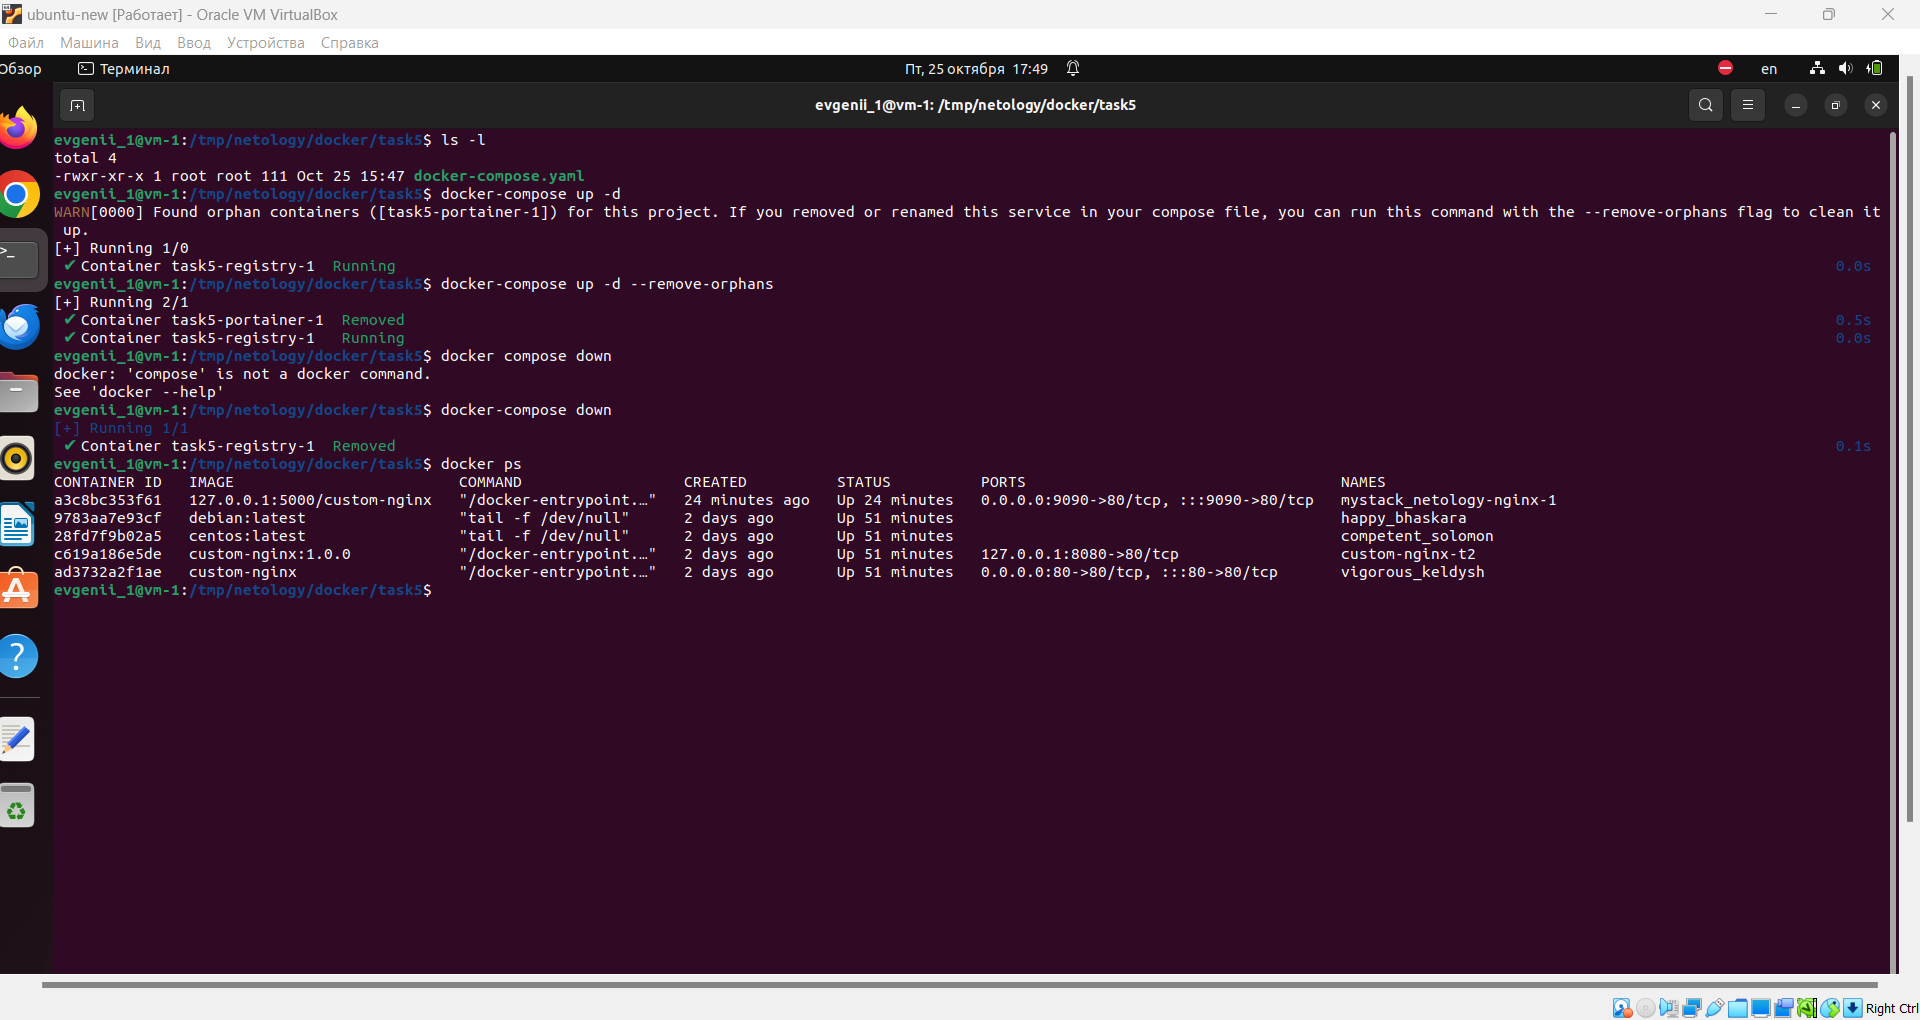 ubuntu-new [Работает] - Oracle VM VirtualBox
Файл Машина Вид Ввод Устройства Справка
Обзор Терминал Пт, 25 октября 17:49 en
evgenii_1@vm-1: /tmp/netology/docker/task5
evgenii_1@vm-1:/tmp/netology/docker/task5$ ls -l
total 4
-rwxr-xr-x 1 root root 111 Oct 25 15:47 docker-compose.yaml
evgenii_1@vm-1:/tmp/netology/docker/task5$ docker-compose up -d
WARN[0000] Found orphan containers ([task5-portainer-1]) for this project. If you removed or renamed this service in your compose file, you can run this command with the --remove-orphans flag to clean it
up.
[+] Running 1/0
✔ Container task5-registry-1 Running 0.0s
evgenii_1@vm-1:/tmp/netology/docker/task5$ docker-compose up -d --remove-orphans
[+] Running 2/1
✔ Container task5-portainer-1 Removed 0.5s
✔ Container task5-registry-1 Running 0.0s
evgenii_1@vm-1:/tmp/netology/docker/task5$ docker compose down
docker: 'compose' is not a docker command.
See 'docker --help'
evgenii_1@vm-1:/tmp/netology/docker/task5$ docker-compose down
[+] Running 1/1
✔ Container task5-registry-1 Removed 0.1s
evgenii_1@vm-1:/tmp/netology/docker/task5$ docker ps
CONTAINER ID IMAGE COMMAND CREATED STATUS PORTS NAMES
a3c8bc353f61 127.0.0.1:5000/custom-nginx "/docker-entrypoint.…" 24 minutes ago Up 24 minutes 0.0.0.0:9090->80/tcp, :::9090->80/tcp mystack_netology-nginx-1
9783aa7e93cf debian:latest "tail -f /dev/null" 2 days ago Up 51 minutes happy_bhaskara
28fd7f9b02a5 centos:latest "tail -f /dev/null" 2 days ago Up 51 minutes competent_solomon
c619a186e5de custom-nginx:1.0.0 "/docker-entrypoint.…" 2 days ago Up 51 minutes 127.0.0.1:8080->80/tcp custom-nginx-t2
ad3732a2f1ae custom-nginx "/docker-entrypoint.…" 2 days ago Up 51 minutes 0.0.0.0:80->80/tcp, :::80->80/tcp vigorous_keldysh
evgenii_1@vm-1:/tmp/netology/docker/task5$
Right Ctrl